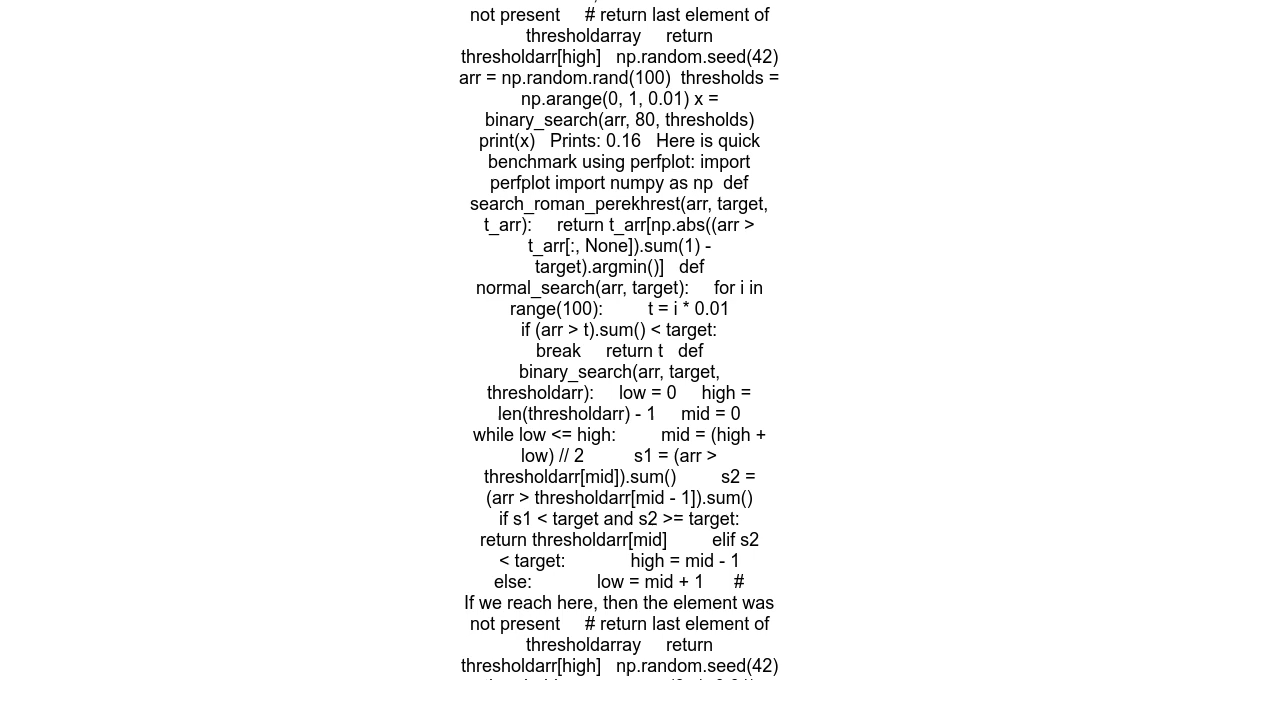 not present # return last element of
thresholdarray return
thresholdarr[high] np.random.seed(42)
arr = np.random.rand(100) thresholds =
np.arange(0, 1, 0.01) x =
binary_search(arr, 80, thresholds)
print(x) Prints: 0.16 Here is quick
benchmark using perfplot: import
perfplot import numpy as np def
search_roman_perekhrest(arr, target,
t_arr): return t_arr[np.abs((arr >
t_arr[:, None]).sum(1) -
target).argmin()] def
normal_search(arr, target): for i in
range(100): t = i * 0.01
if (arr > t).sum() < target:
break return t def
binary_search(arr, target,
thresholdarr): low = 0 high =
len(thresholdarr) - 1 mid = 0
while low <= high: mid = (high +
low) // 2 s1 = (arr >
thresholdarr[mid]).sum() s2 =
(arr > thresholdarr[mid - 1]).sum()
if s1 < target and s2 >= target:
return thresholdarr[mid] elif s2
< target: high = mid - 1
else: low = mid + 1 #
If we reach here, then the element was
not present # return last element of
thresholdarray return
thresholdarr[high] np.random.seed(42)